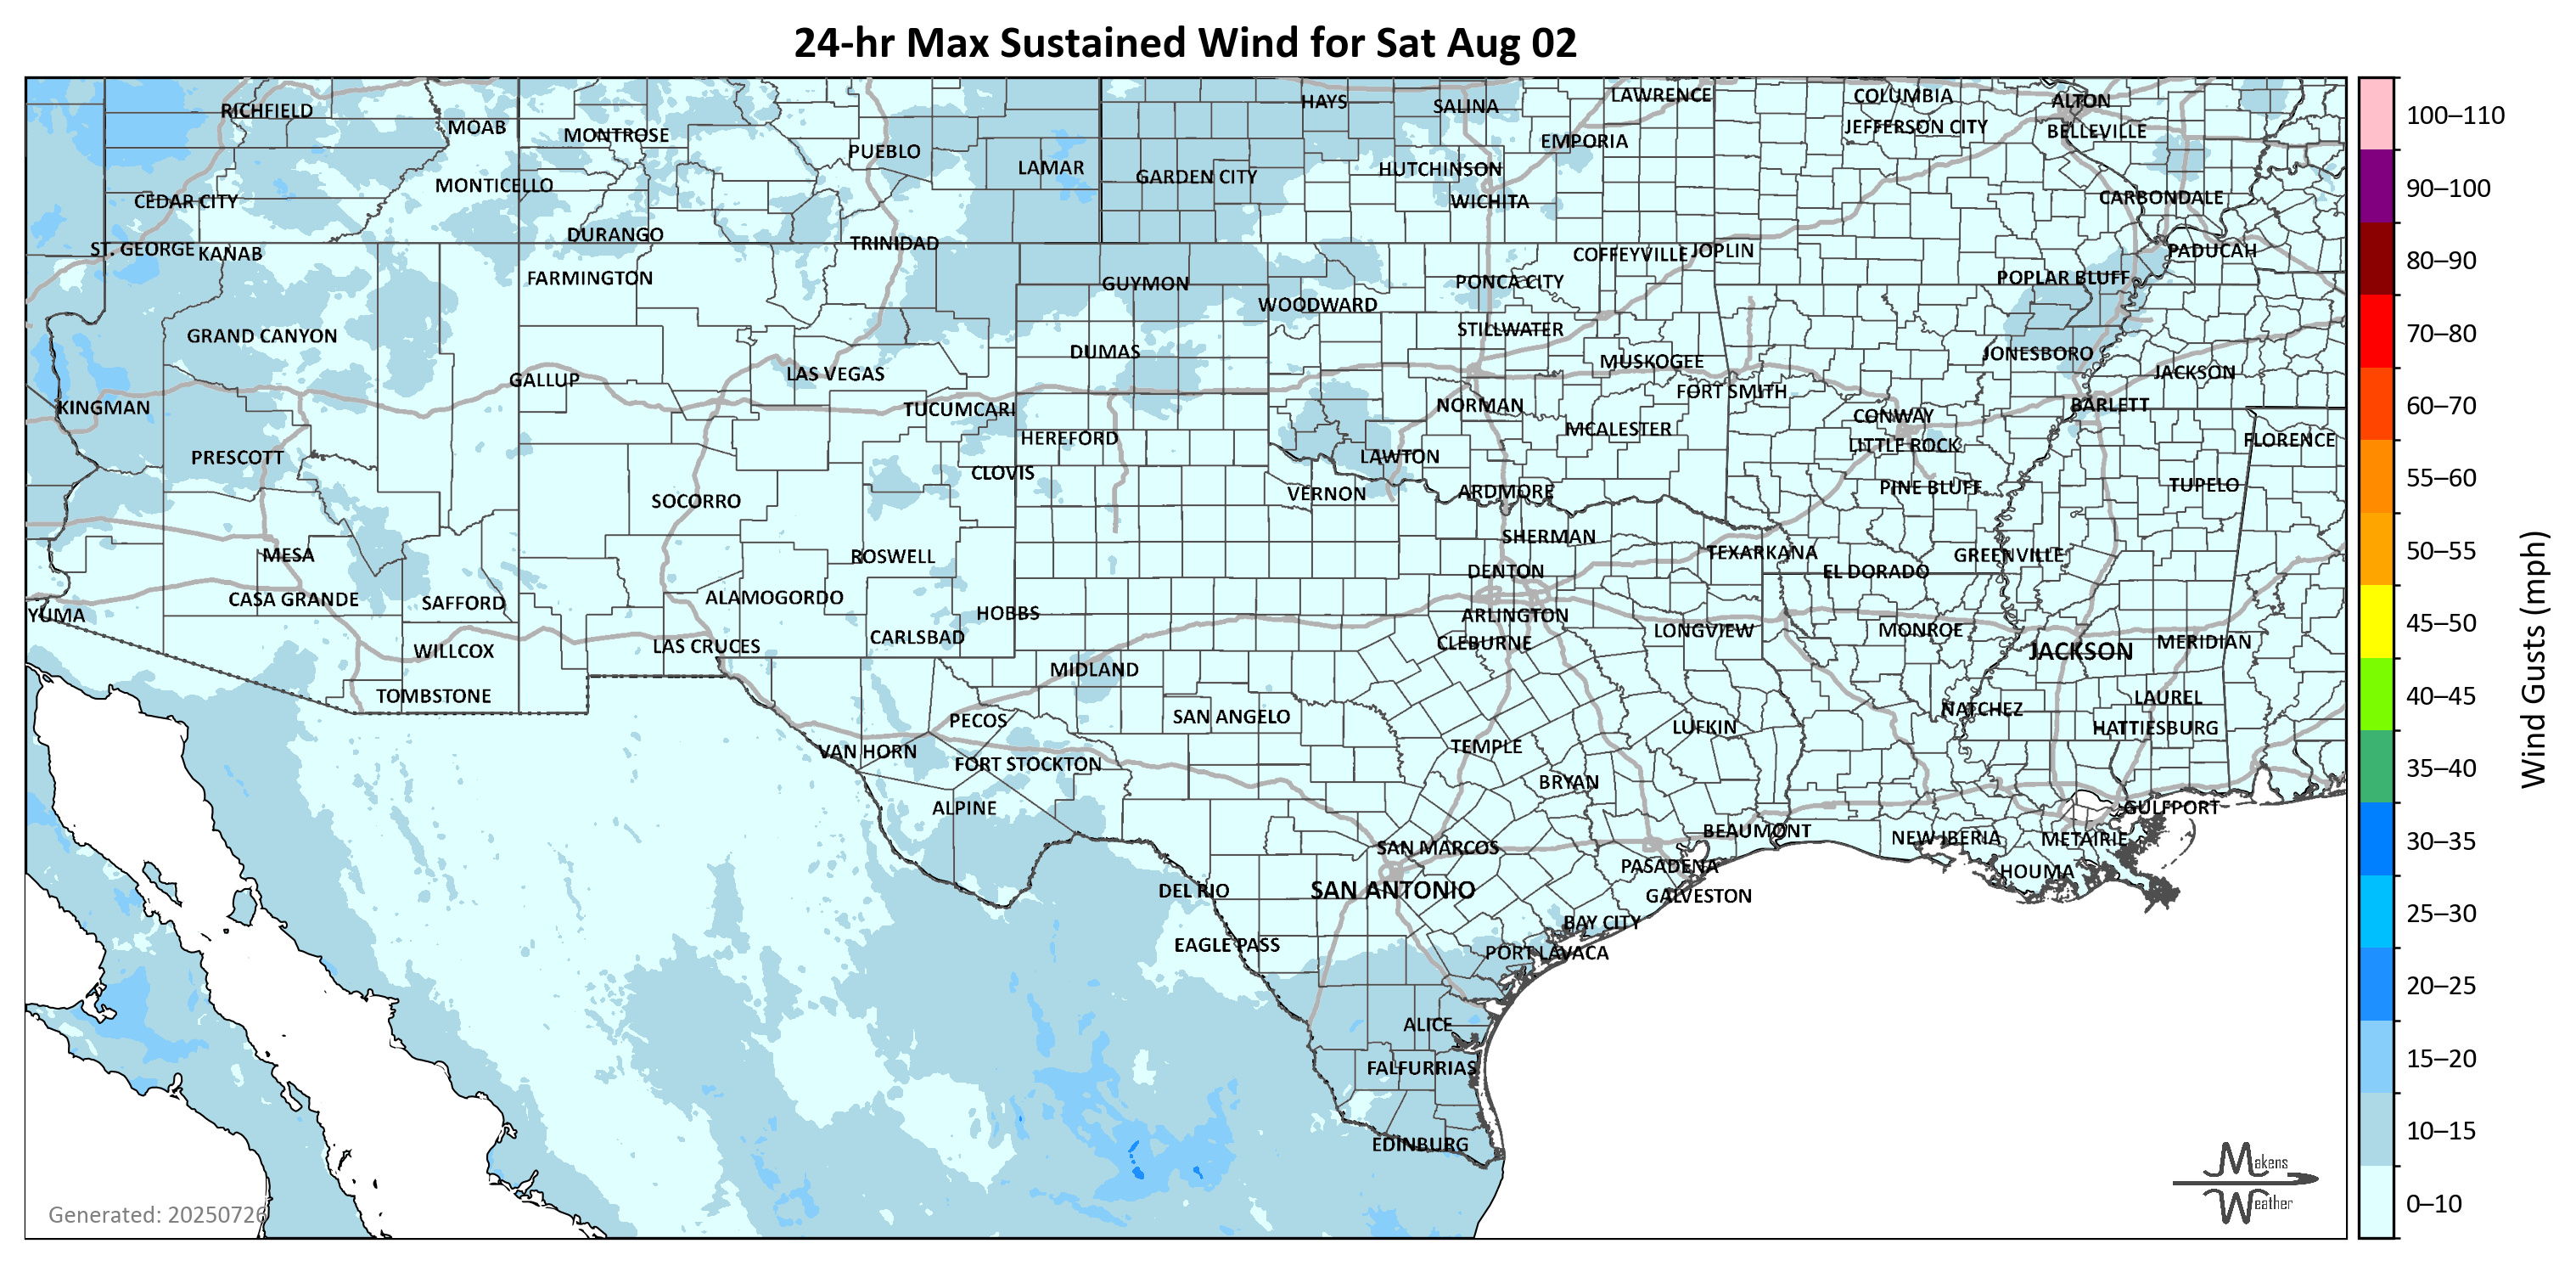 24-hr Max Sustained Wind for Sat Aug 02
RICHFIELD
MOAB
MONTROSE
PUEBLO
LAMAR
HAYS
SALINA
LAWRENCE
COLUMBIA
ALTON
JEFFERSON CITY
BELLEVILLE
EMPORIA
HUTCHINSON
GARDEN CITY
WICHITA
MONTICELLO
CEDAR CITY
CARBONDALE
DURANGO
TRINIDAD
ST. GEORGE
KANAB
COFFEYVILLE
JOPLIN
PADUCAH
FARMINGTON
GUYMON
PONCA CITY
POPLAR BLUFF
WOODWARD
GRAND CANYON
STILLWATER
DUMAS
JONESBORO
MUSKOGEE
LAS VEGAS
JACKSON
GALLUP
FORT SMITH
KINGMAN
TUCUMCARI
NORMAN
CONWAY
BARLETT
HEREFORD
MCALESTER
LITTLE ROCK
FLORENCE
PRESCOTT
CLOVIS
LAWTON
SOCORRO
VERNON
ARDMORE
PINE BLUFF
TUPELO
MESA
ROSWELL
SHERMAN
TEXARKANA
GREENVILLE
DENTON
EL DORADO
CASA GRANDE
SAFFORD
ALAMOGORDO
HOBBS
ARLINGTON
YUMA
CARLSBAD
CLEBURNE
LONGVIEW
MONROE
WILLCOX
LAS CRUCES
JACKSON
MERIDIAN
MIDLAND
TOMBSTONE
LAUREL
PECOS
SAN ANGELO
NATCHEZ
LUFKIN
HATTIESBURG
VAN HORN
FORT STOCKTON
TEMPLE
BRYAN
ALPINE
GULFPORT
BEAUMONT
NEW IBERIA
METAIRIE
SAN MARCOS
PASADENA
HOUMA
DEL RIO
SAN ANTONIO
GALVESTON
BAY CITY
EAGLE PASS
PORT LAVACA
ALICE
FALFURRIAS
EDINBURG
Generated: 20250726
Makens
Weather
100–110
90–100
80–90
70–80
60–70
55–60
50–55
45–50
40–45
35–40
30–35
25–30
20–25
15–20
10–15
0–10
Wind Gusts (mph)